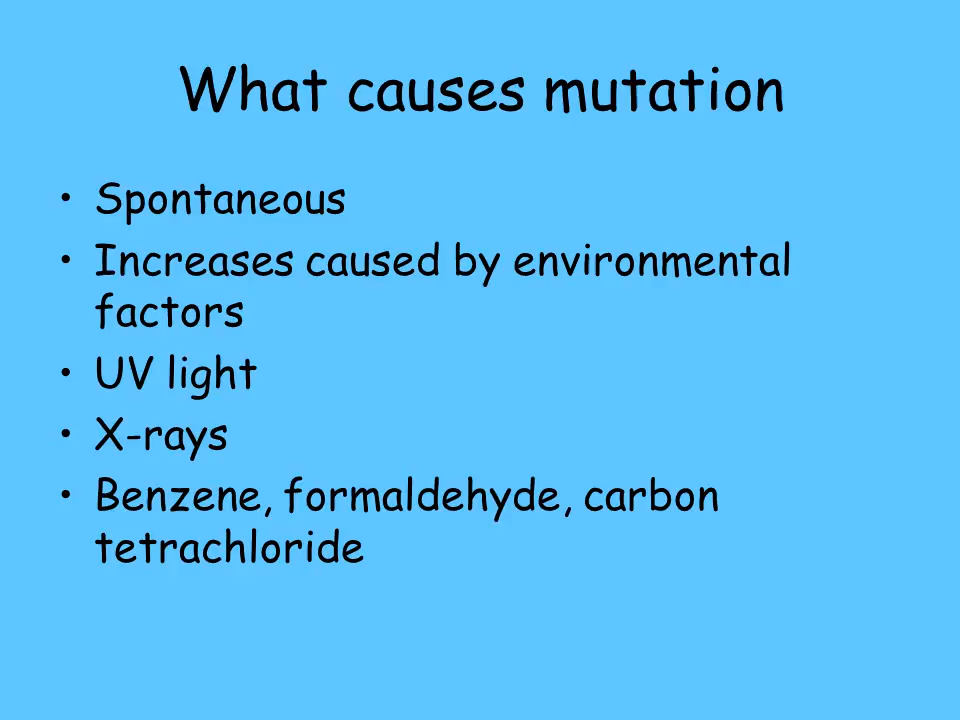 What causes mutation
• Spontaneous
• Increases caused by environmental
factors
• UV light
• X-rays
• Benzene, formaldehyde, carbon
tetrachloride